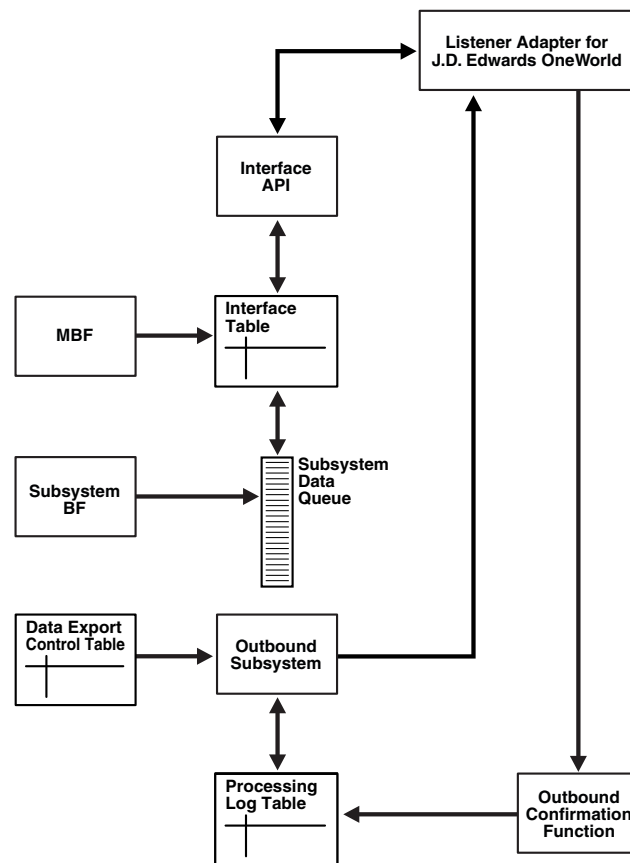 Listener Adapter for
J.D. Edwards OneWorld
Interface
API
Interface
Table
MBF
Subsystem
Data
Queue
Subsystem
BF
Data Export
Control Table
Outbound
Subsystem
Processing
Log Table
Outbound
Confirmation
Function